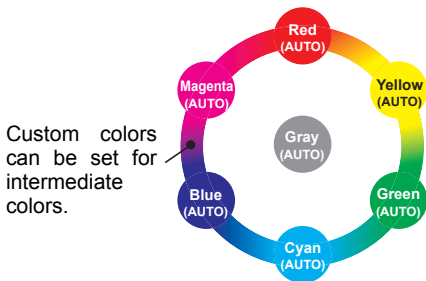 Red
(AUTO)
Magenta
(AUTO)
Yellow
(AUTO)
Custom colors
can be set for
intermediate
colors.
Gray
(AUTO)
Blue
(AUTO)
Green
(AUTO)
Cyan
(AUTO)